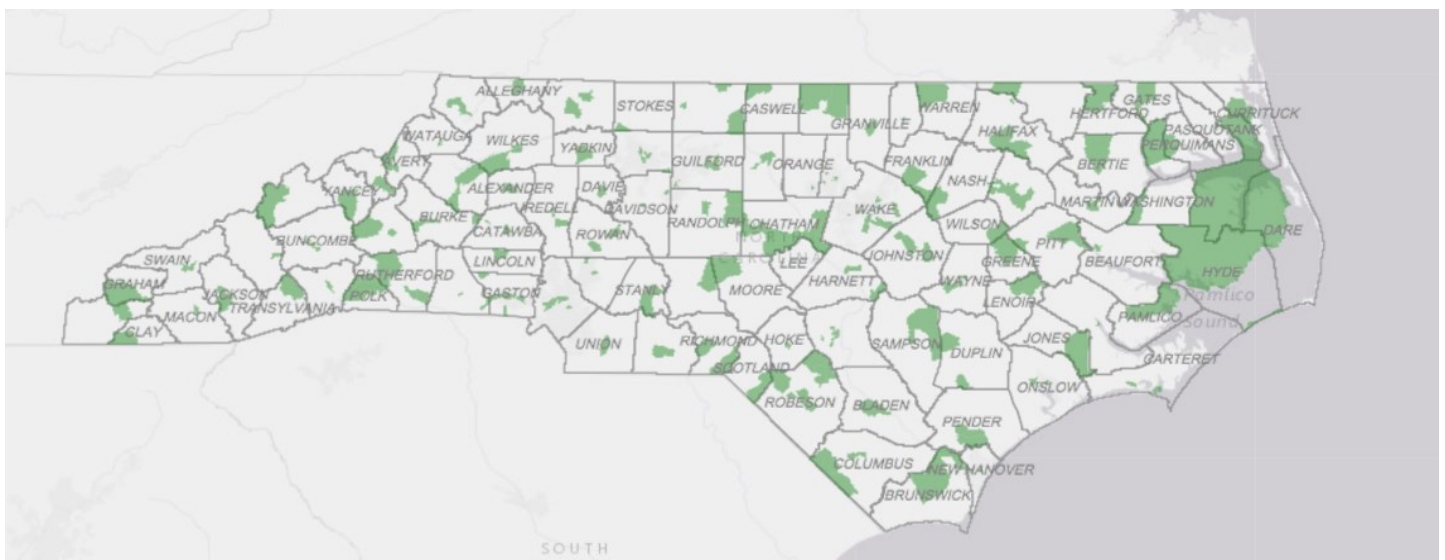 ALLEGHANY
STOKES
CASWELL
WARREN
GATES
HERTFORD
CURRITUCK
GRANVILLE
HALIFAX
PASQUOTANK
WATAUGA
WILKES
YADKIN
GUILFORD
ORANGE
FRANKLIN
PERQUIMANS
AVERY
BERTIE
NASH
YANCEY
ALEXANDER
DAVIE
IREDELL
DAVIDSON
MARTIN
WASHINGTON
BURKE
RANDOLPH
CHATHAM
WAKE
WILSON
CATAWBA
ROWAN
NORTH
CAROLINA
PITT
DARE
BUNCOMBE
SWAIN
LINCOLN
LEE
JOHNSTON
GREENE
BEAUFORT
RUTHERFORD
HYDE
GRAHAM
JACKSON
POLK
GASTON
STANLY
MOORE
HARNETT
WAYNE
LENOIR
TRANSYLVANIA
MACON
Pamlico
Sound
PAMLICO
CLAY
UNION
RICHMOND
HOKE
SAMPSON
DUPLIN
JONES
CARTERET
SCOTLAND
ONSLOW
ROBESON
BLADEN
PENDER
COLUMBUS
NEW HANOVER
BRUNSWICK
SOUTH